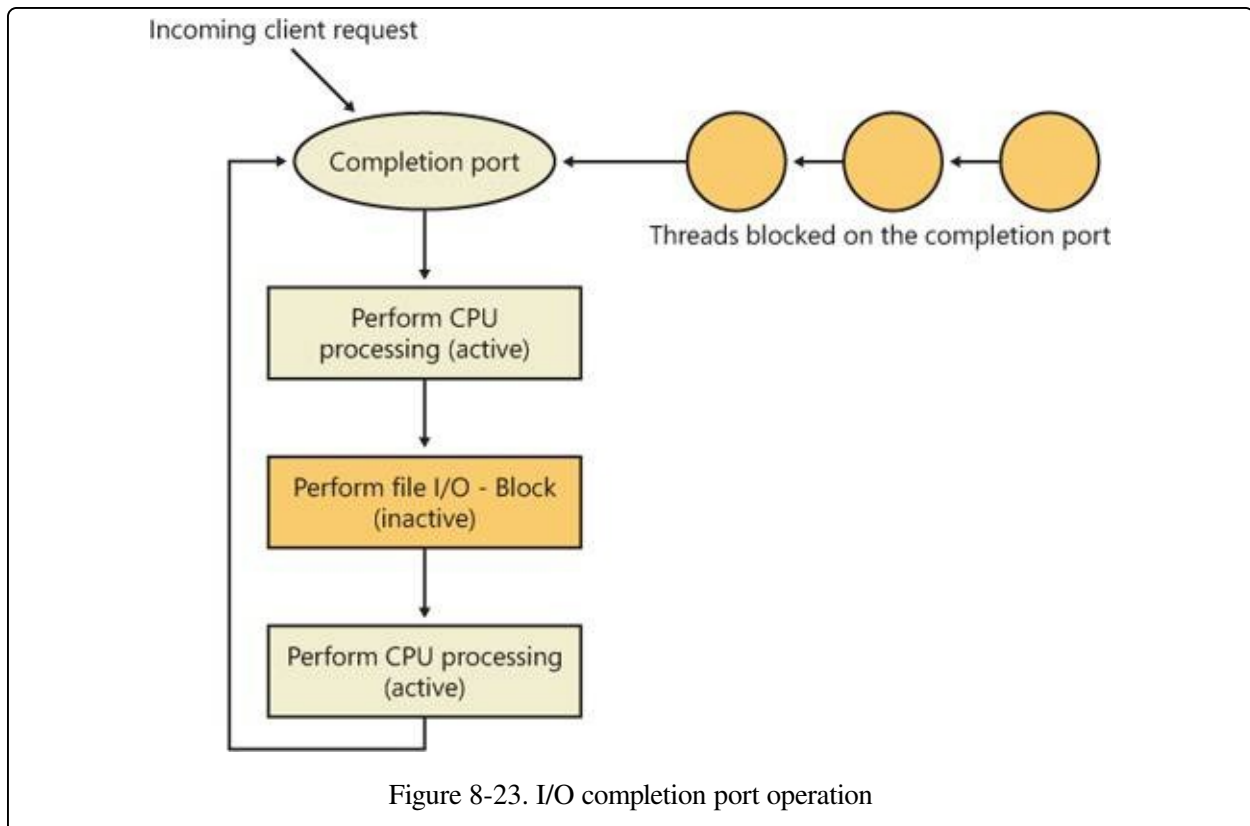 Incoming client request
Completion port
Threads blocked on the completion port
Perform CPU
processing (active)
Perform file I/O - Block
(inactive)
Perform CPU processing
(active)
Figure 8-23. I/O completion port operation